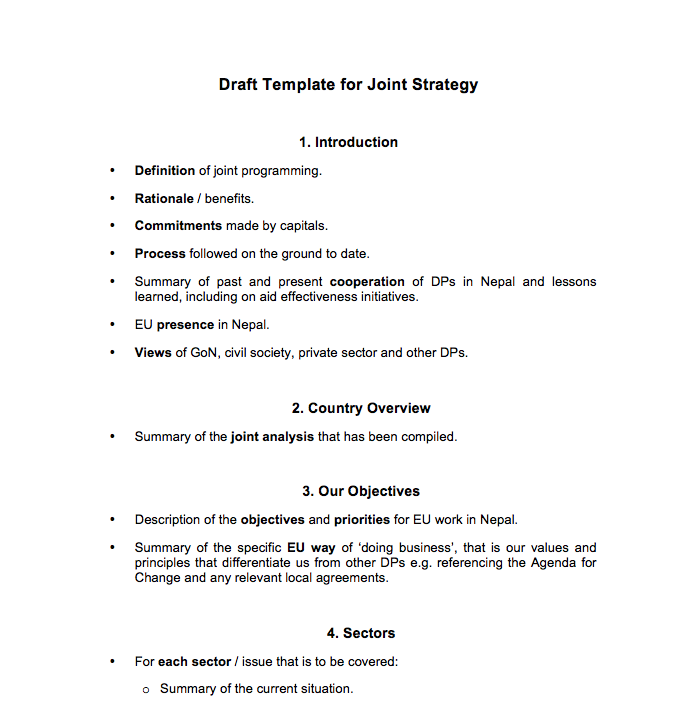 Draft Template for Joint Strategy
1. Introduction
• Definition of joint programming.
• Rationale / benefits.
• Commitments made by capitals.
• Process followed on the ground to date.
• Summary of past and present cooperation of DPs in Nepal and lessons
learned, including on aid effectiveness initiatives.
• EU presence in Nepal.
• Views of GoN, civil society, private sector and other DPs.
2. Country Overview
• Summary of the joint analysis that has been compiled.
3. Our Objectives
• Description of the objectives and priorities for EU work in Nepal.
• Summary of the specific EU way of ‘doing business’, that is our values and
principles that differentiate us from other DPs e.g. referencing the Agenda for
Change and any relevant local agreements.
4. Sectors
• For each sector / issue that is to be covered:
o Summary of the current situation.